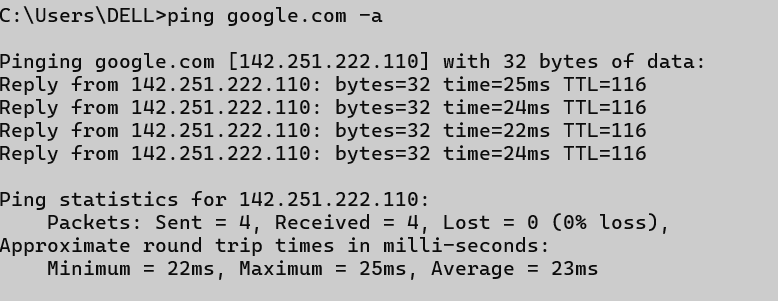 C:\Users\DELL>ping google.com -a
Pinging google.com [142.251.222.110] with 32 bytes of data:
Reply from 142.251.222.110: bytes=32 time=25ms TTL=116
Reply from 142.251.222.110: bytes=32 time=24ms TTL=116
Reply from 142.251.222.110: bytes=32 time=22ms TTL=116
Reply from 142.251.222.110: bytes=32 time=24ms TTL=116
Ping statistics for 142.251.222.110:
    Packets: Sent = 4, Received = 4, Lost = 0 (0% loss),
Approximate round trip times in milli-seconds:
    Minimum = 22ms, Maximum = 25ms, Average = 23ms